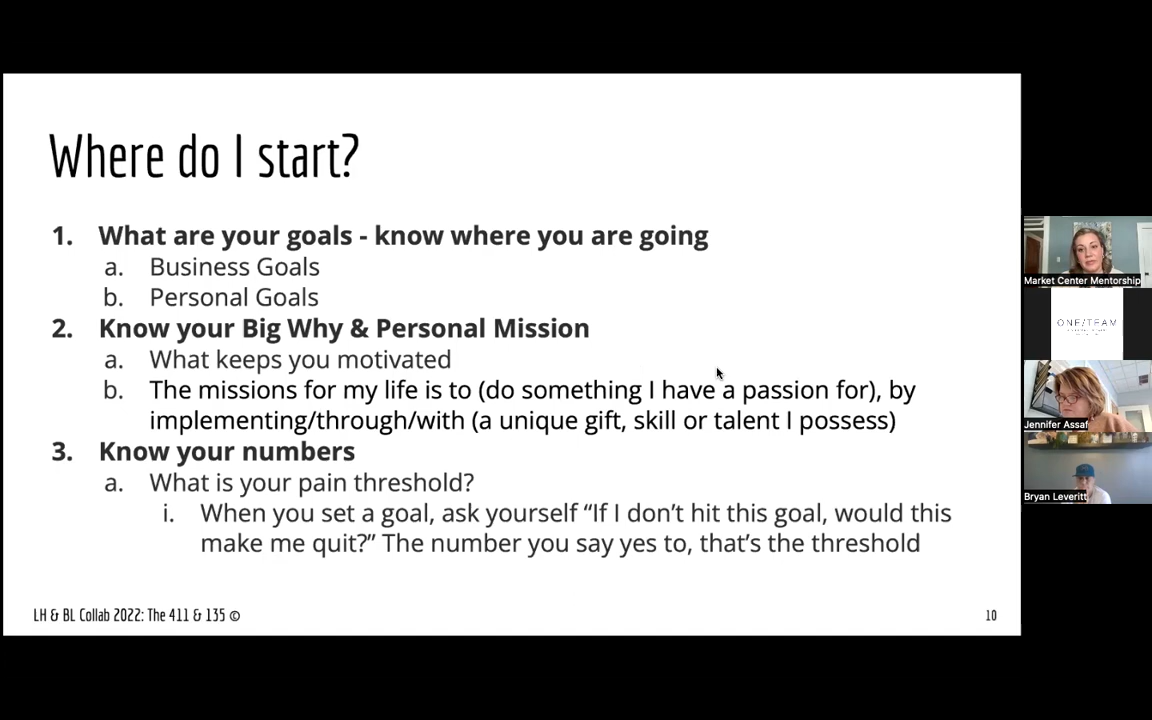 Where do I start?
1. What are your goals - know where you are going
a. Business Goals
b. Personal Goals
2. Know your Big Why & Personal Mission
a. What keeps you motivated
b. The missions for my life is to (do something I have a passion for), by
implementing/through/with (a unique gift, skill or talent I possess)
3. Know your numbers
a. What is your pain threshold?
i. When you set a goal, ask yourself “If I don’t hit this goal, would this
make me quit?” The number you say yes to, that’s the threshold
LH & BL Collab 2022: The 411 & 135 ©
10
Market Center Mentorship
ONE/TEAM
Jennifer Assaf
Bryan Leveritt